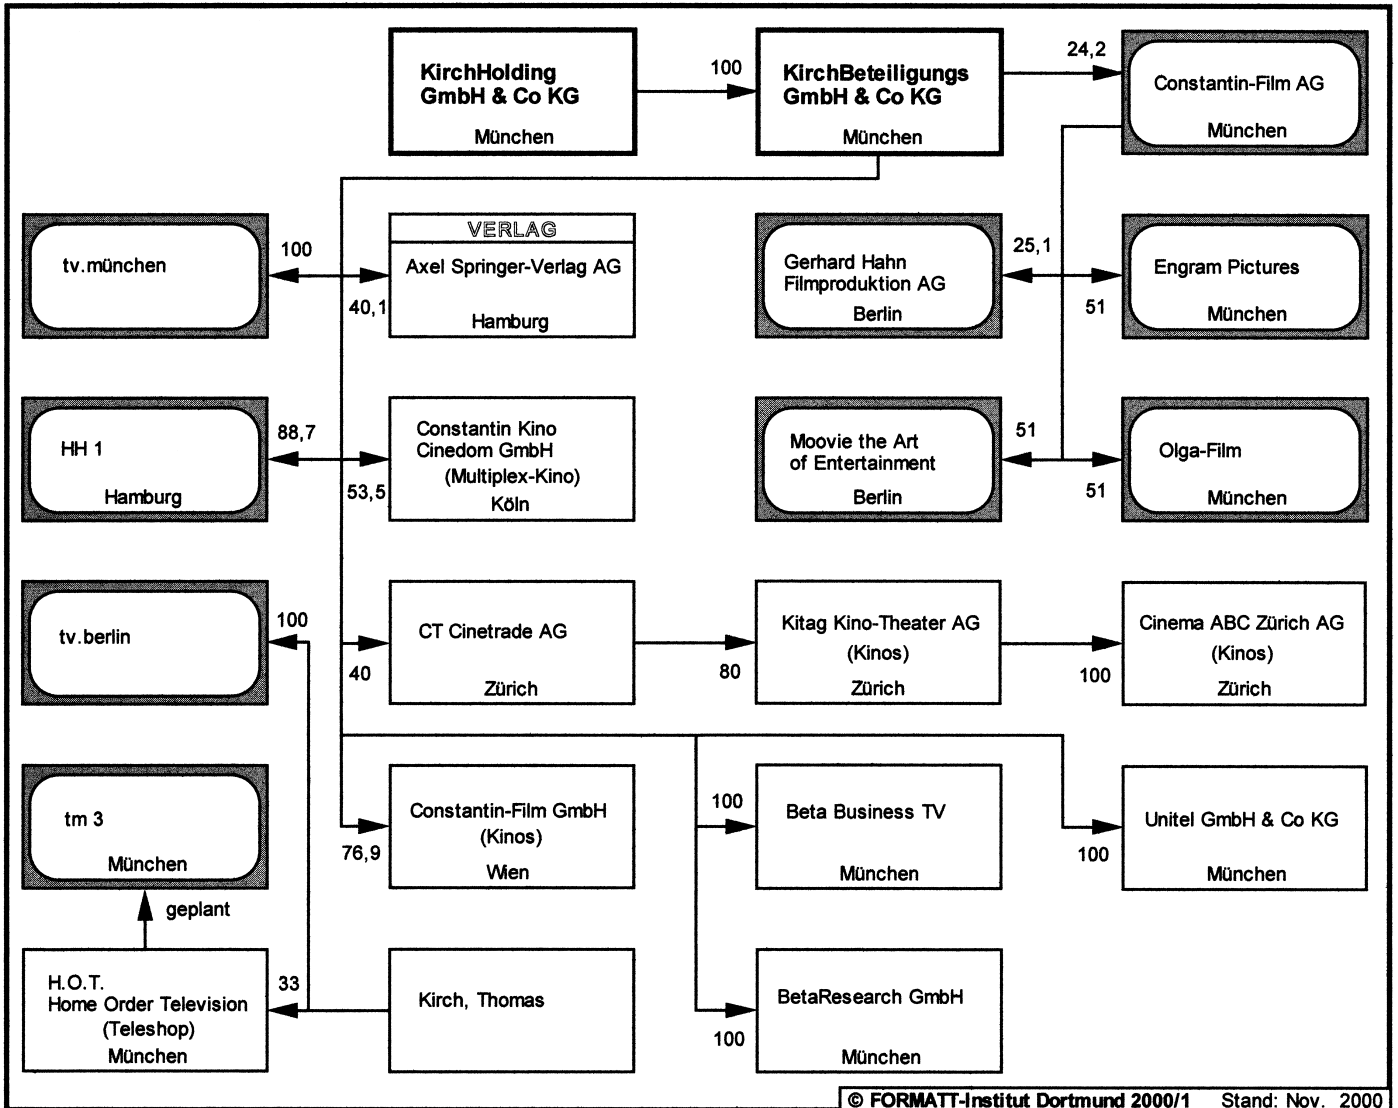 KirchHolding
GmbH & Co KG
München
100
KirchBeteiligungs
GmbH & Co KG
München
24,2
Constantin-Film AG
München
tv.münchen
100
40,1
VERLAG
Axel Springer-Verlag AG
Hamburg
Gerhard Hahn
Filmproduktion AG
Berlin
25,1
51
Engram Pictures
München
HH 1
Hamburg
88,7
53,5
Constantin Kino
Cinedom GmbH
(Multiplex-Kino)
Köln
Moovie the Art
of Entertainment
Berlin
51
51
Olga-Film
München
tv.berlin
100
40
CT Cinetrade AG
Zürich
80
Kitag Kino-Theater AG
(Kinos)
Zürich
100
Cinema ABC Zürich AG
(Kinos)
Zürich
tm 3
München
76,9
Constantin-Film GmbH
(Kinos)
Wien
100
Beta Business TV
München
100
Unitel GmbH & Co KG
München
geplant
H.O.T.
Home Order Television
(Teleshop)
München
33
Kirch, Thomas
100
BetaResearch GmbH
München
© FORMATT-Institut Dortmund 2000/1 Stand: Nov. 2000